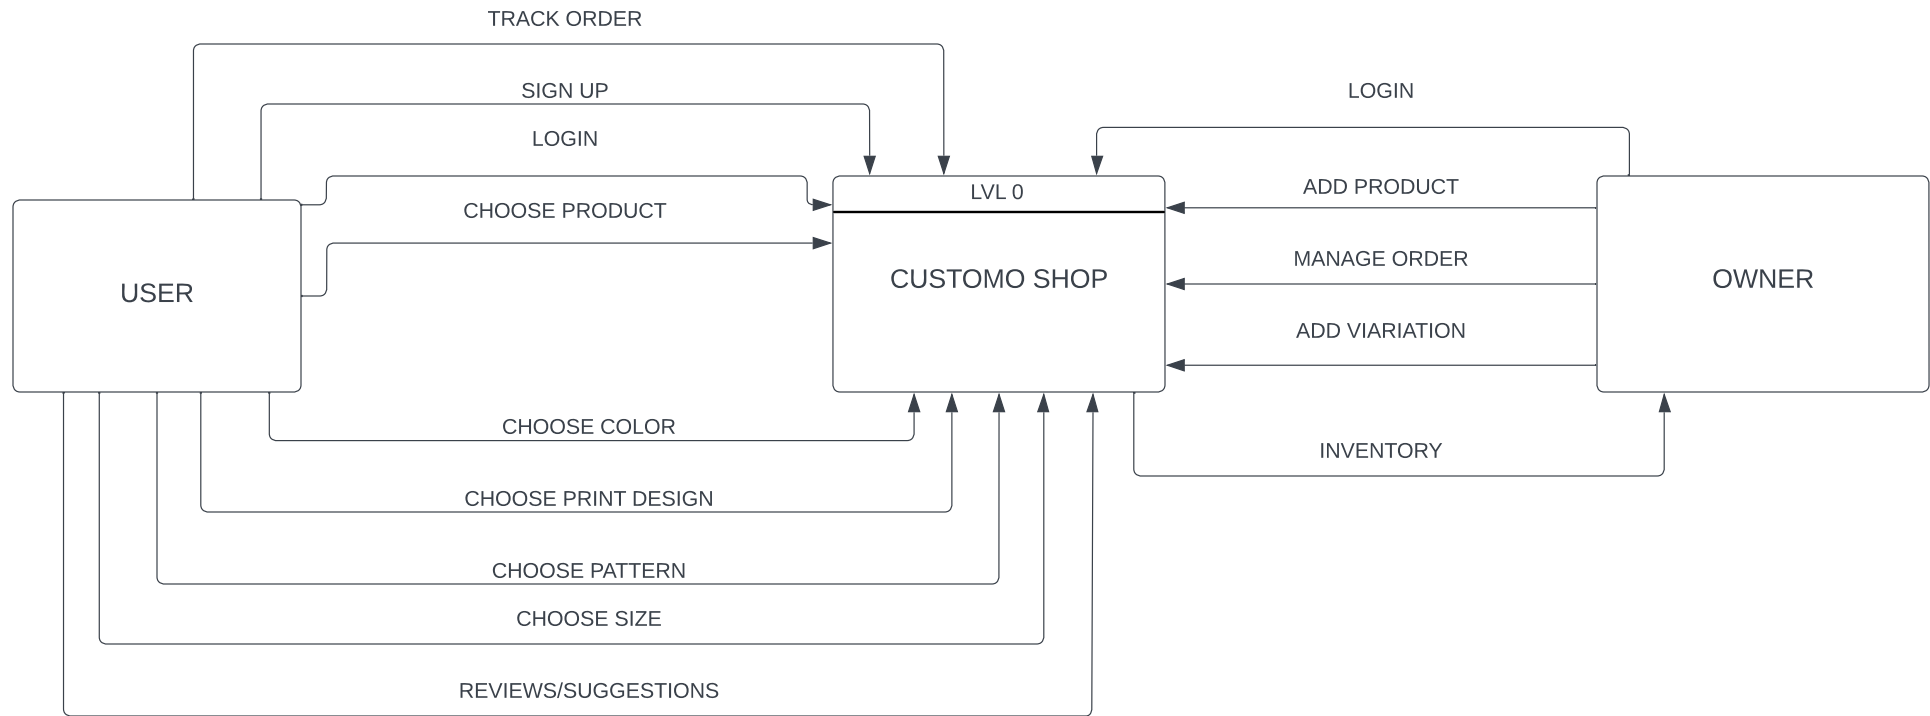 TRACK ORDER
SIGN UP
LOGIN
LOGIN
CHOOSE PRODUCT
LVL 0
ADD PRODUCT
USER
CUSTOMO SHOP
MANAGE ORDER
OWNER
ADD VIARIATION
CHOOSE COLOR
INVENTORY
CHOOSE PRINT DESIGN
CHOOSE PATTERN
CHOOSE SIZE
REVIEWS/SUGGESTIONS